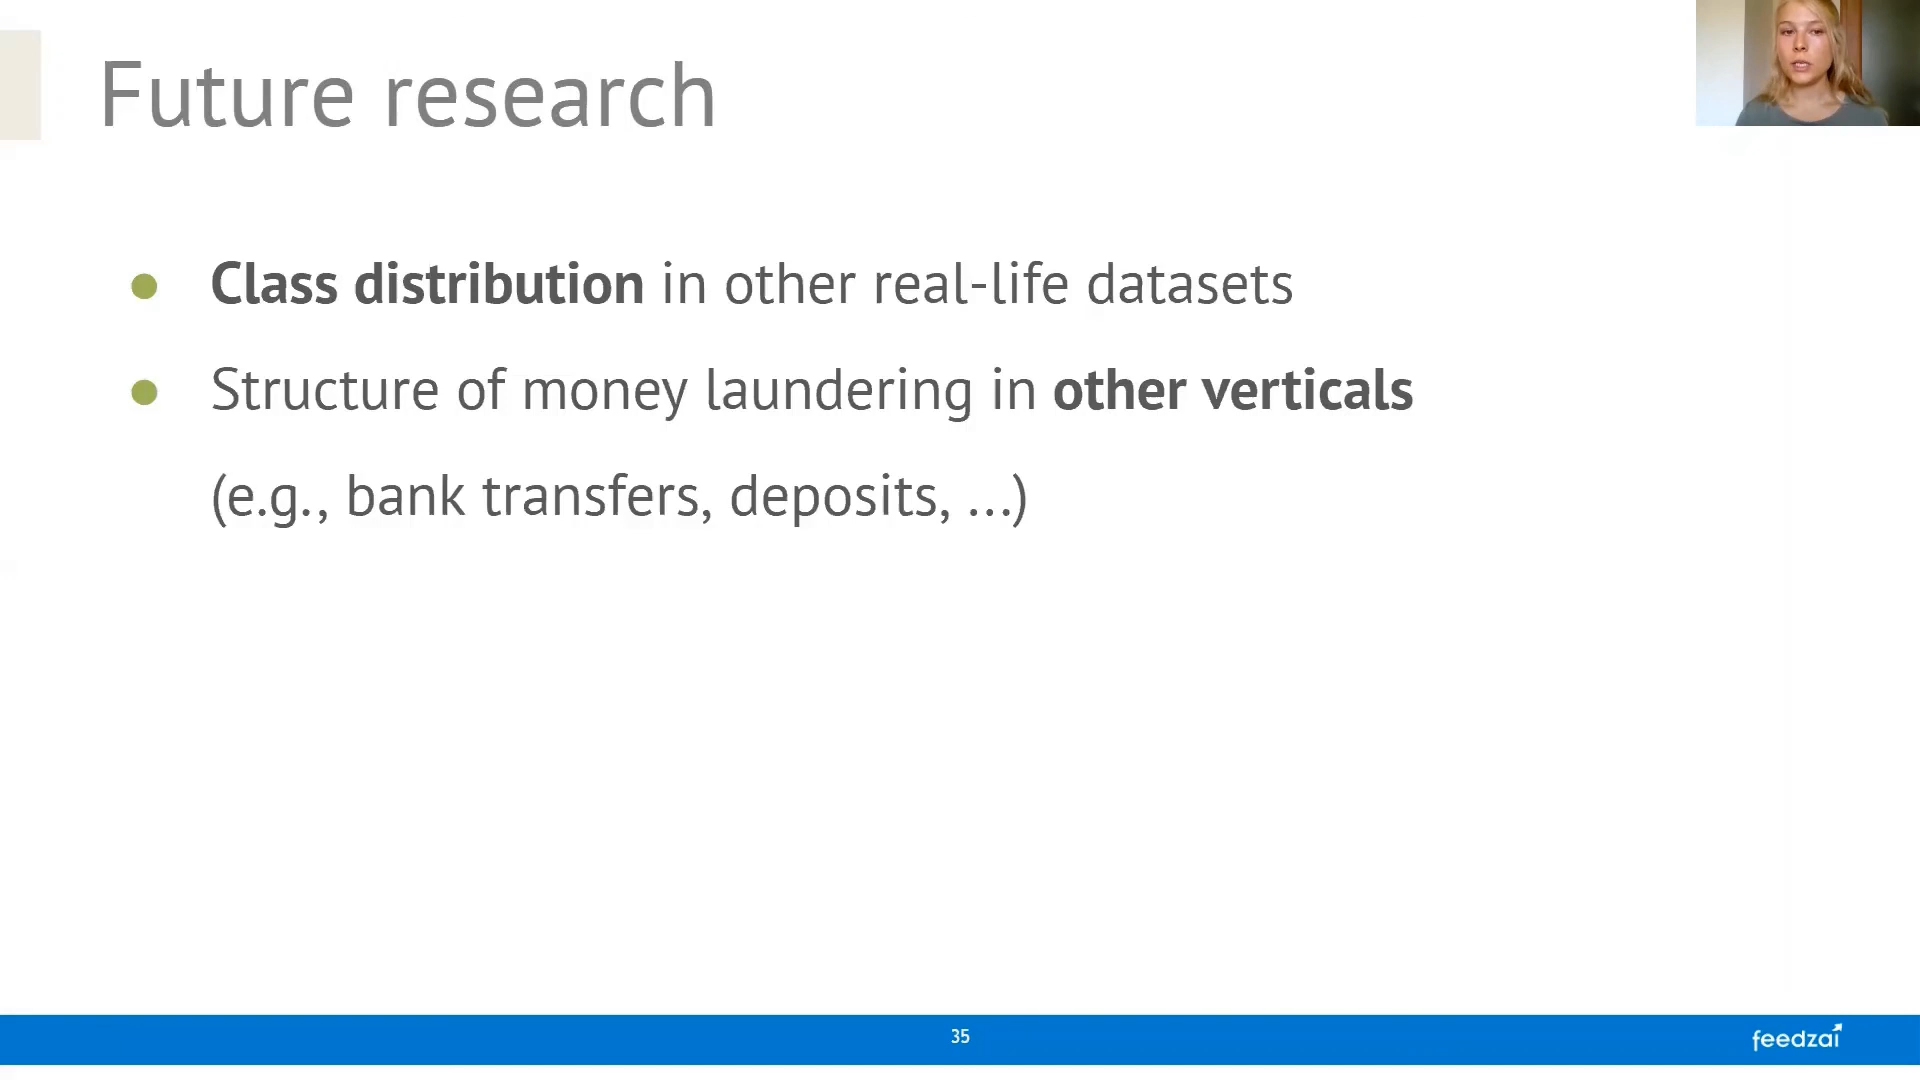 Future research
Class distribution in other real-life datasets
Structure of money laundering in other verticals
(e.g., bank transfers, deposits, ...)
35
feedzai